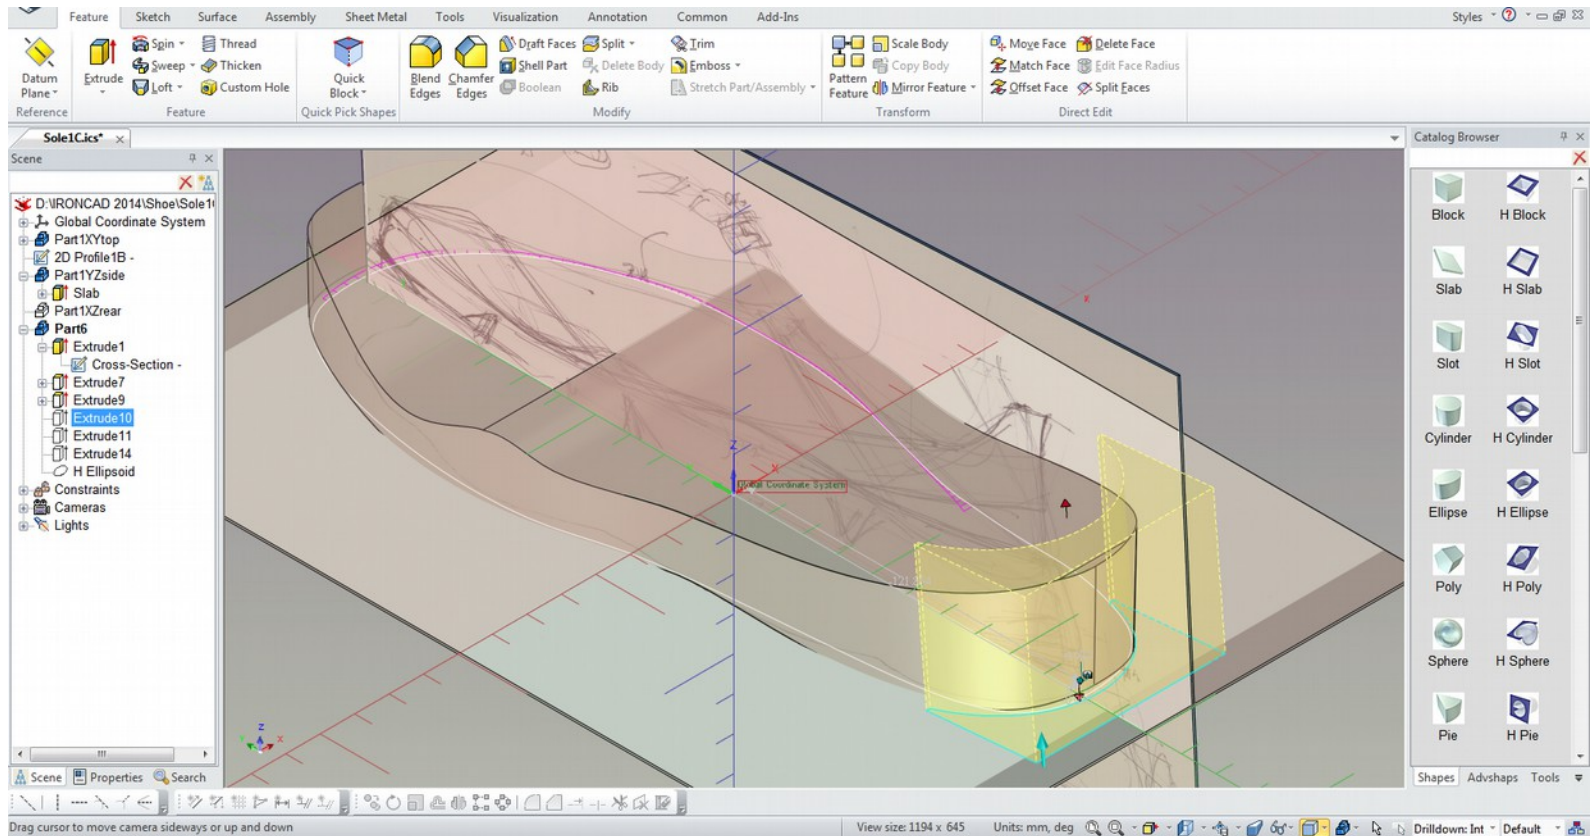 Feature Sketch Surface Assembly Sheet Metal Tools Visualization Annotation Common Add-Ins Styles
Datum Plane
Reference
Extrude
Spin
Sweep
Loft
Thread
Thicken
Custom Hole
Feature
Quick Block
Quick Pick Shapes
Blend Edges
Chamfer Edges
Draft Faces
Shell Part
Boolean
Split
Delete Body
Rib
Trim
Emboss
Stretch Part/Assembly
Modify
Pattern Feature
Scale Body
Copy Body
Mirror Feature
Transform
Move Face
Match Face
Offset Face
Delete Face
Edit Face Radius
Split Faces
Direct Edit
Sole1C.ics*
Scene
D:\IRONCAD 2014\Shoe\Sole1
Global Coordinate System
Part1XYtop
2D Profile1B -
Part1YZside
Slab
Part1XZrear
Part6
Extrude1
Cross-Section -
Extrude7
Extrude9
Extrude10
Extrude11
Extrude14
H Ellipsoid
Constraints
Cameras
Lights
Scene Properties Search
Z
X
X
Global Coordinate System
Z
X
Y
Catalog Browser
Block H Block
Slab H Slab
Slot H Slot
Cylinder H Cylinder
Ellipse H Ellipse
Poly H Poly
Sphere H Sphere
Pie H Pie
Shapes Advshaps Tools
Drag cursor to move camera sideways or up and down
View size: 1194 x 645 Units: mm, deg
Drilldown: Int Default